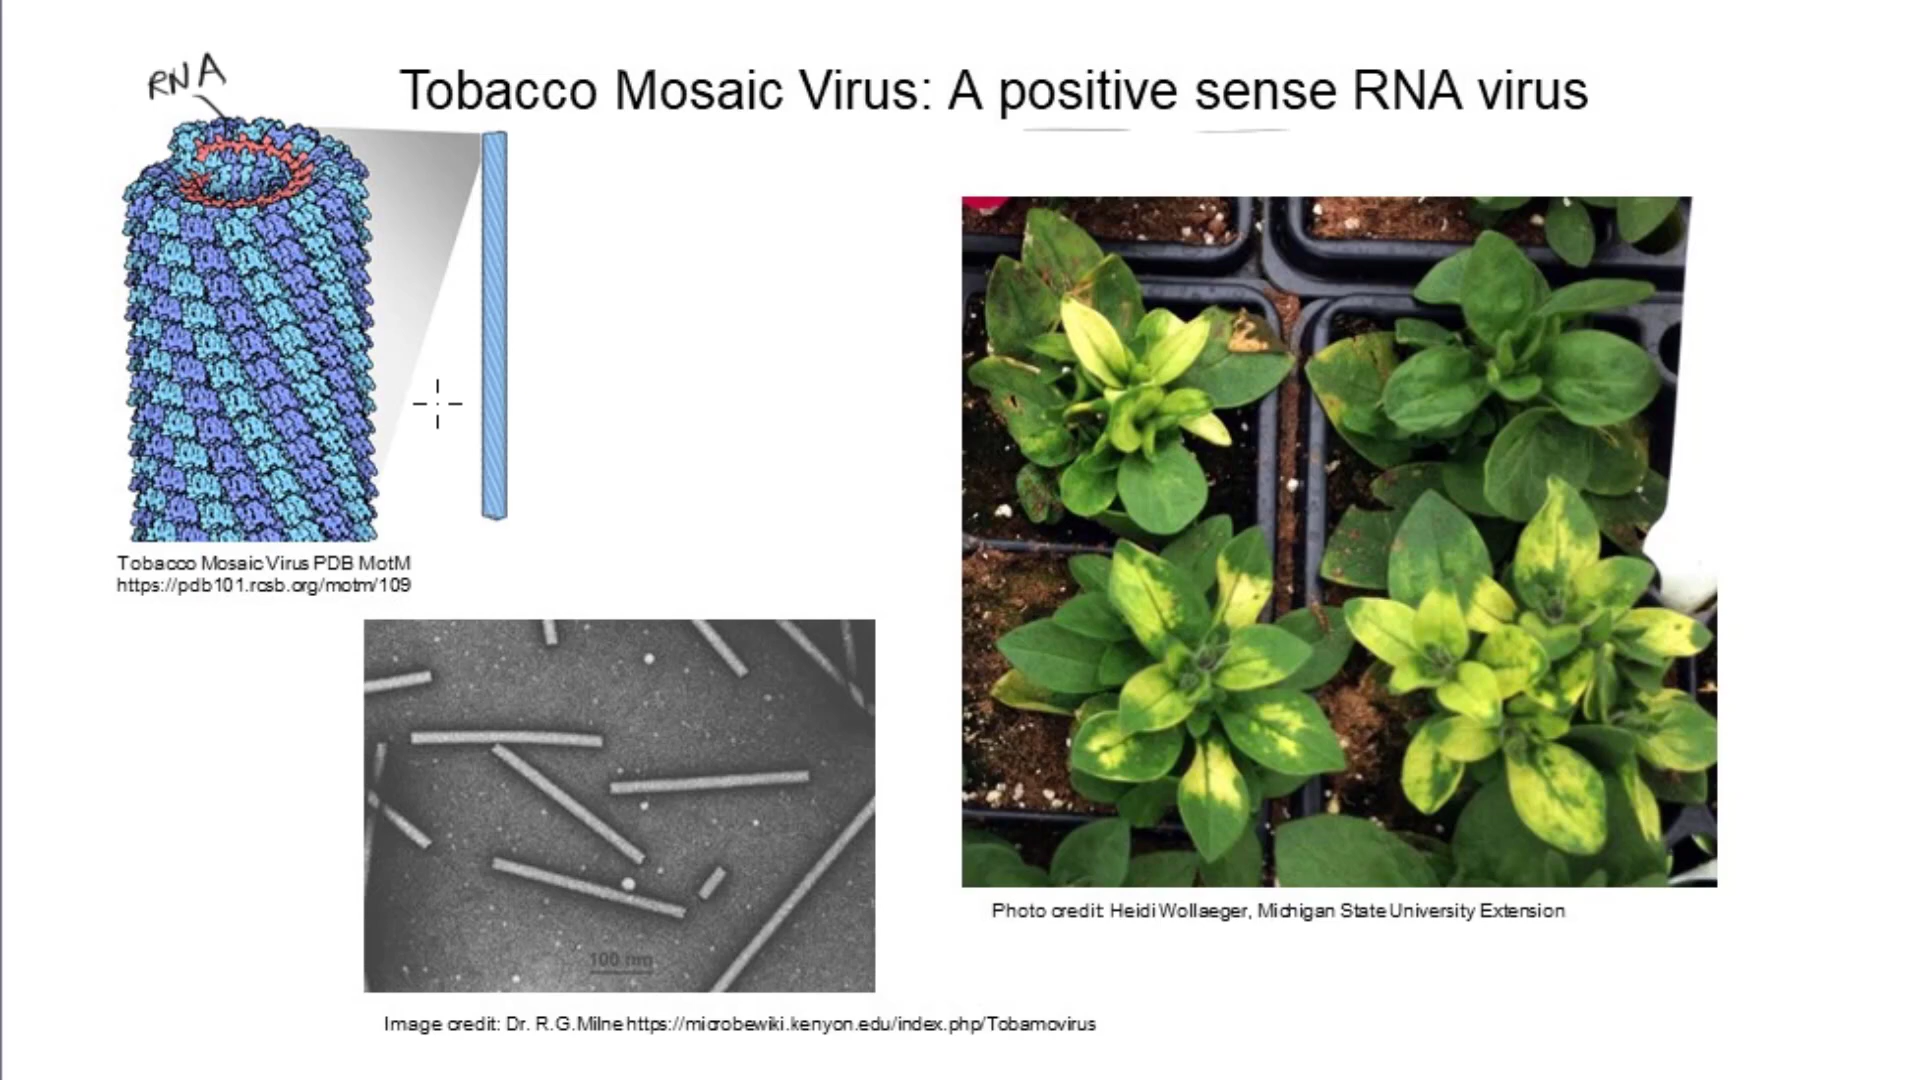 RNA
Tobacco Mosaic Virus: A positive sense RNA virus
Tobacco Mosaic Virus PDB MotM
https://pdb101.rcsb.org/motm/109
100 nm
Photo credit: Heidi Wollaeger, Michigan State University Extension
Image credit: Dr. R.G.Milne https://microbewiki.kenyon.edu/index.php/Tobamovirus